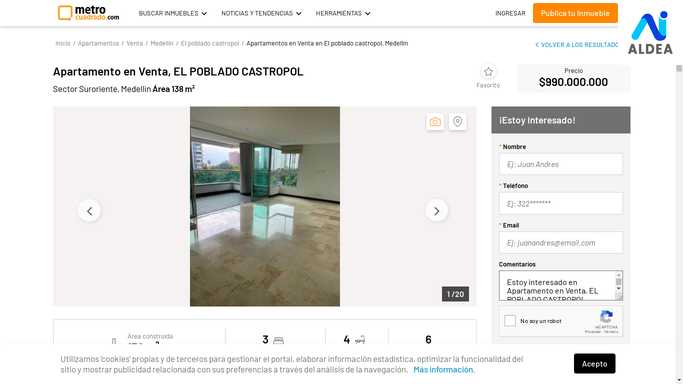 metro
cuadrado.com
BUSCAR INMUEBLES
NOTICIAS Y TENDENCIAS
HERRAMIENTAS
INGRESAR
Publica tu Inmueble
ALDEA
Inicio / Apartamentos / Venta / Medellín / El poblado castropol / Apartamentos en Venta en El poblado castropol, Medellín
VOLVER A LOS RESULTADO
Apartamento en Venta, EL POBLADO CASTROPOL
Sector Suroriente, Medellín Área 138 m²
Favorito
Precio
$990.000.000
¡Estoy interesado!
* Nombre
Ej: Juan Andres
* Teléfono
Ej: 322*******
* Email
Ej: juanandres@email.com
Comentarios
Estoy interesado en
Apartamento en Venta, EL
POBLADO CASTROPOL
1 / 20
No soy un robot
reCAPTCHA
Privacidad - Términos
Área construida
3
4
6
Utilizamos 'cookies' propias y de terceros para gestionar el portal, elaborar información estadística, optimizar la funcionalidad del
sitio y mostrar publicidad relacionada con sus preferencias a través del análisis de la navegación. Más información.
Acepto